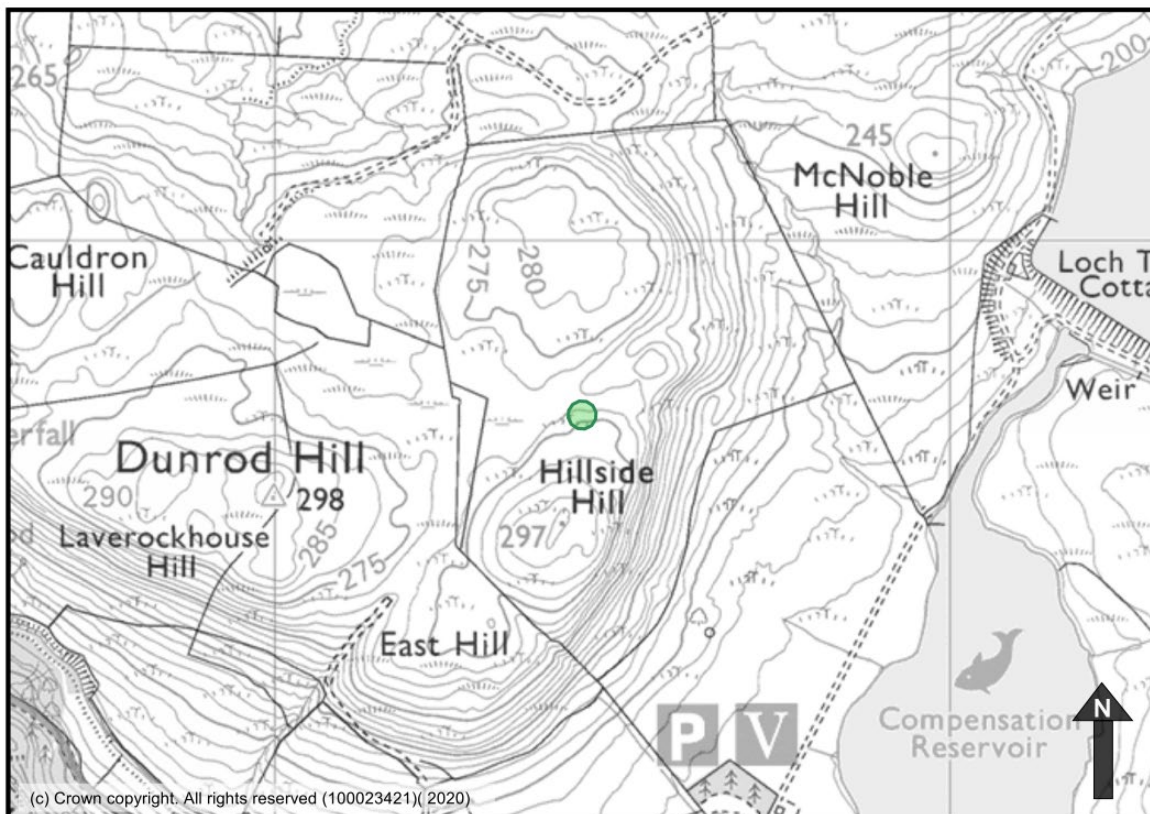 265
200
245
McNoble
Hill
Cauldron
Hill
275
280
Loch T
Cotta
Weir
erfall
Dunrod Hill
290
298
Hillside
Hill
Laverockhouse
Hill
285
275
297
East Hill
P V
N
Compensation
Reservoir
(c) Crown copyright. All rights reserved (100023421)( 2020)